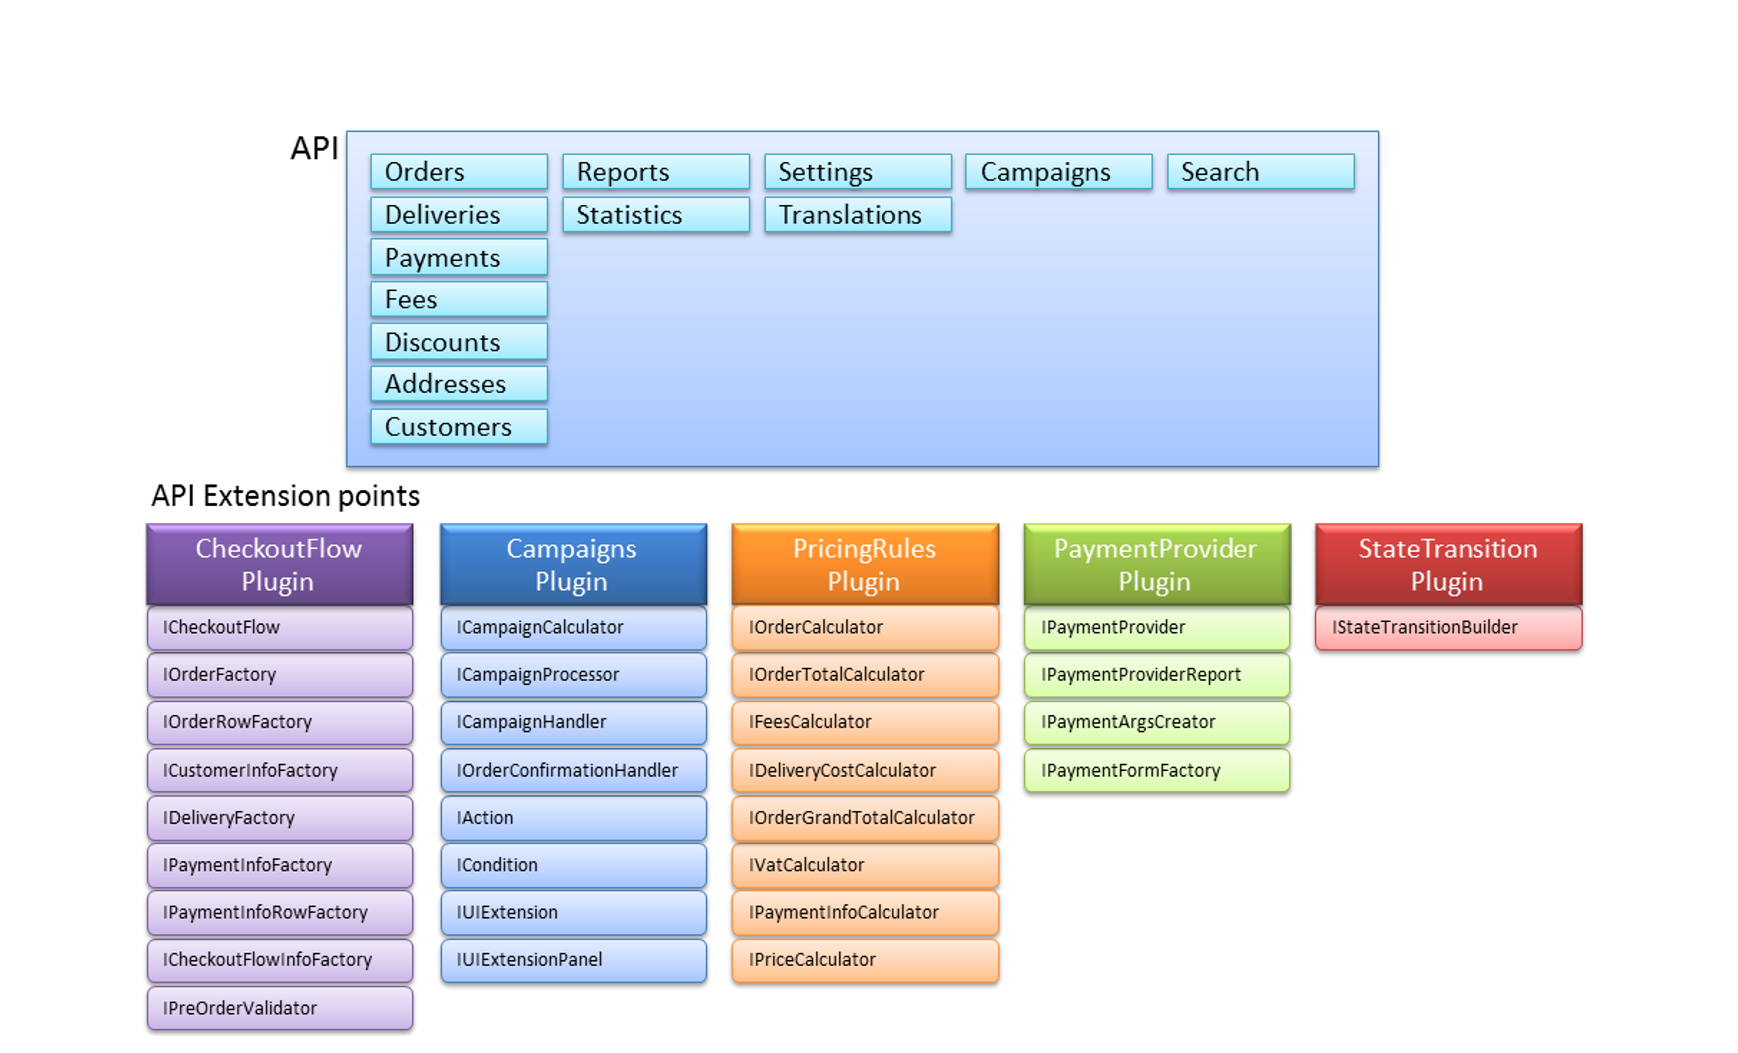 API
Orders
Deliveries
Payments
Fees
Discounts
Addresses
Customers
Reports
Statistics
Settings
Translations
Campaigns
Search
API Extension points
CheckoutFlow
Plugin
ICheckoutFlow
IOrderFactory
IOrderRowFactory
ICustomerInfoFactory
IDeliveryFactory
IPaymentInfoFactory
IPaymentInfoRowFactory
ICheckoutFlowInfoFactory
IPreOrderValidator
Campaigns
Plugin
ICampaignCalculator
ICampaignProcessor
ICampaignHandler
IOrderConfirmationHandler
IAction
ICondition
IUIExtension
IUIExtensionPanel
PricingRules
Plugin
IOrderCalculator
IOrderTotalCalculator
IFeesCalculator
IDeliveryCostCalculator
IOrderGrandTotalCalculator
IVatCalculator
IPaymentInfoCalculator
IPriceCalculator
PaymentProvider
Plugin
IPaymentProvider
IPaymentProviderReport
IPaymentArgsCreator
IPaymentFormFactory
StateTransition
Plugin
IStateTransitionBuilder